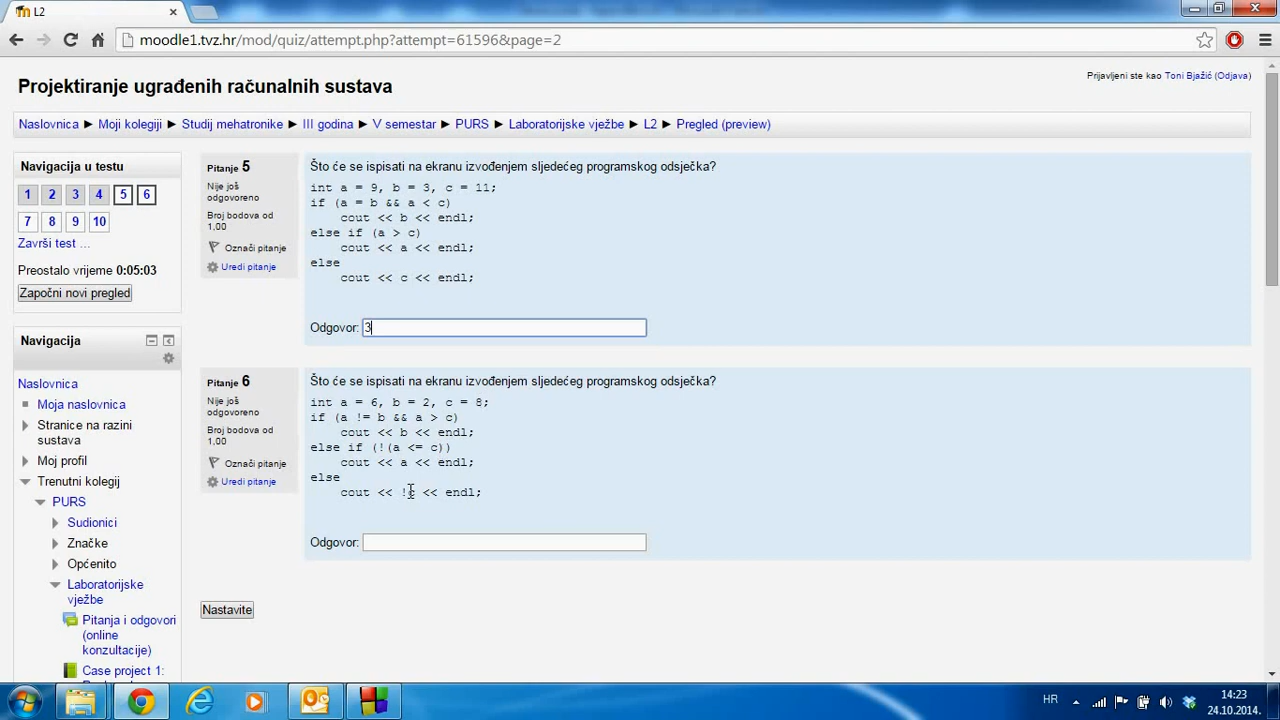 L2
moodle1.tvz.hr/mod/quiz/attempt.php?attempt=61596&page=2
Projektiranje ugrađenih računalnih sustava
Prijavljeni ste kao Toni Bjažić (Odjava)
Naslovnica ► Moji kolegiji ► Studij mehatronike ► III godina ► V semestar ► PURS ► Laboratorijske vježbe ► L2 ► Pregled (preview)
Navigacija u testu
1 2 3 4 5 6
7 8 9 10
Završi test ...
Preostalo vrijeme 0:05:03
Započni novi pregled
Navigacija
Naslovnica
Moja naslovnica
Stranice na razini
sustava
Moj profil
Trenutni kolegij
PURS
Sudionici
Značke
Općenito
Laboratorijske
vježbe
Pitanja i odgovori
(online
konzultacije)
Case project 1:
Pitanje 5
Nije još
odgovoreno
Broj bodova od
1,00
Označi pitanje
Uredi pitanje
Što će se ispisati na ekranu izvođenjem sljedećeg programskog odsječka?
int a = 9, b = 3, c = 11;
if (a = b && a < c)
cout << b << endl;
else if (a > c)
cout << a << endl;
else
cout << c << endl;
Odgovor: 3
Pitanje 6
Nije još
odgovoreno
Broj bodova od
1,00
Označi pitanje
Uredi pitanje
Što će se ispisati na ekranu izvođenjem sljedećeg programskog odsječka?
int a = 6, b = 2, c = 8;
if (a != b && a > c)
cout << b << endl;
else if (!(a <= c))
cout << a << endl;
else
cout << !c << endl;
Odgovor:
Nastavite
HR
14:23
24.10.2014.